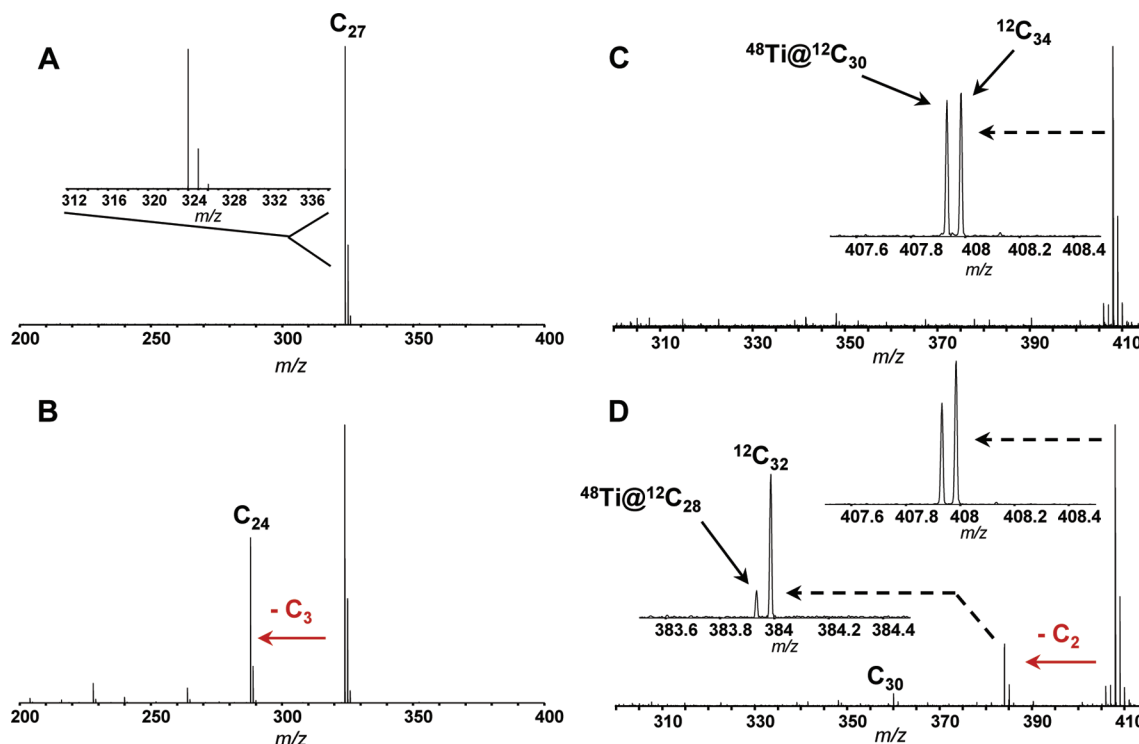 A
C₂₇
312 316 320 324 328 332 336
m/z
200 250 300 350 400
m/z
B
C₂₄
- C₃
200 250 300 350 400
m/z
C
⁴⁸Ti@¹²C₃₀
¹²C₃₄
407.6 407.8 408 408.2 408.4
m/z
310 330 350 370 390 410
m/z
D
407.6 407.8 408 408.2 408.4
m/z
¹²C₃₂
⁴⁸Ti@¹²C₂₈
383.6 383.8 384 384.2 384.4
m/z
- C₂
C₃₀
310 330 350 370 390 410
m/z